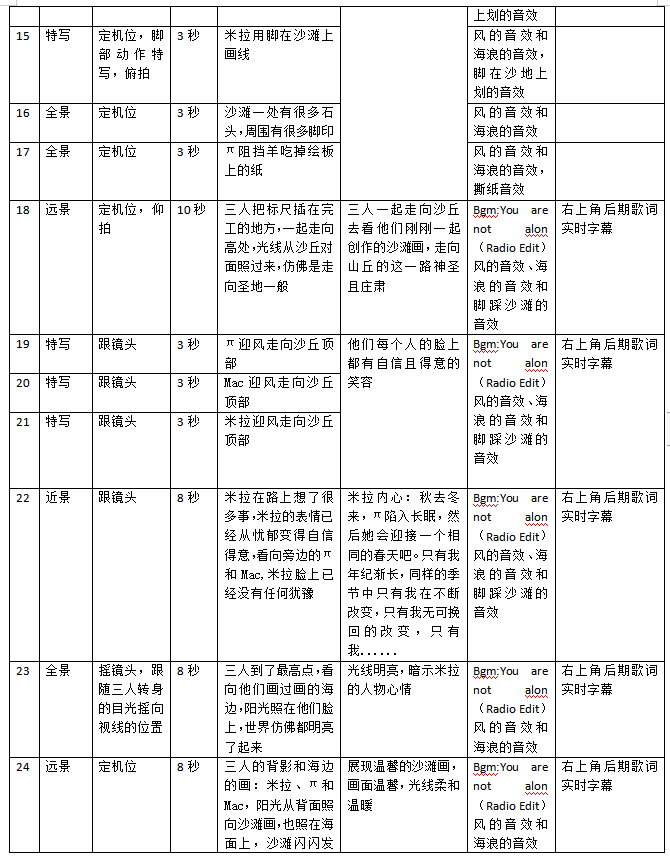 上划的音效
15 特写 定机位，脚部动作特写，俯拍 3 秒 米拉用脚在沙滩上画线 风的音效和海浪的音效，脚在沙地上划的音效
16 全景 定机位 3 秒 沙滩一处有很多石头，周围有很多脚印 风的音效和海浪的音效
17 全景 定机位 3 秒 π阻挡羊吃掉绘板上的纸 风的音效和海浪的音效，撕纸音效
18 远景 定机位，仰拍 10 秒 三人把标尺插在完工的地方，一起走向高处，光线从沙丘对面照过来，仿佛是走向圣地一般 三人一起走向沙丘去看他们刚刚一起创作的沙滩画，走向山丘的这一路神圣且庄肃 Bgm:You are not alon（Radio Edit）风的音效、海浪的音效和脚踩沙滩的音效 右上角后期歌词实时字幕
19 特写 跟镜头 3 秒 π迎风走向沙丘顶部 他们每个人的脸上都有自信且得意的笑容 Bgm:You are not alon（Radio Edit）风的音效、海浪的音效和脚踩沙滩的音效 右上角后期歌词实时字幕
20 特写 跟镜头 3 秒 Mac 迎风走向沙丘顶部
21 特写 跟镜头 3 秒 米拉迎风走向沙丘顶部
22 近景 跟镜头 8 秒 米拉在路上想了很多事，米拉的表情已经从忧郁变得自信得意，看向旁边的π和 Mac,米拉脸上已经没有任何犹豫 米拉内心：秋去冬来，π陷入长眠，然后她会迎接一个相同的春天吧。只有我年纪渐长，同样的季节中只有我在不断改变，只有我无可挽回的改变，只有我...... Bgm:You are not alon（Radio Edit）风的音效、海浪的音效和脚踩沙滩的音效 右上角后期歌词实时字幕
23 全景 摇镜头，跟随三人转身的目光摇向视线的位置 8 秒 三人到了最高点，看向他们画过画的海边，阳光照在他们脸上，世界仿佛都明亮了起来 光线明亮，暗示米拉的人物心情 Bgm:You are not alon（Radio Edit）风的音效和海浪的音效 右上角后期歌词实时字幕
24 远景 定机位 8 秒 三人的背影和海边的画：米拉、π和 Mac，阳光从背面照向沙滩画，也照在海面上，沙滩闪闪发 展现温馨的沙滩画，画面温馨，光线柔和温暖 Bgm:You are not alon（Radio Edit）风的音效和海浪的音效 右上角后期歌词实时字幕